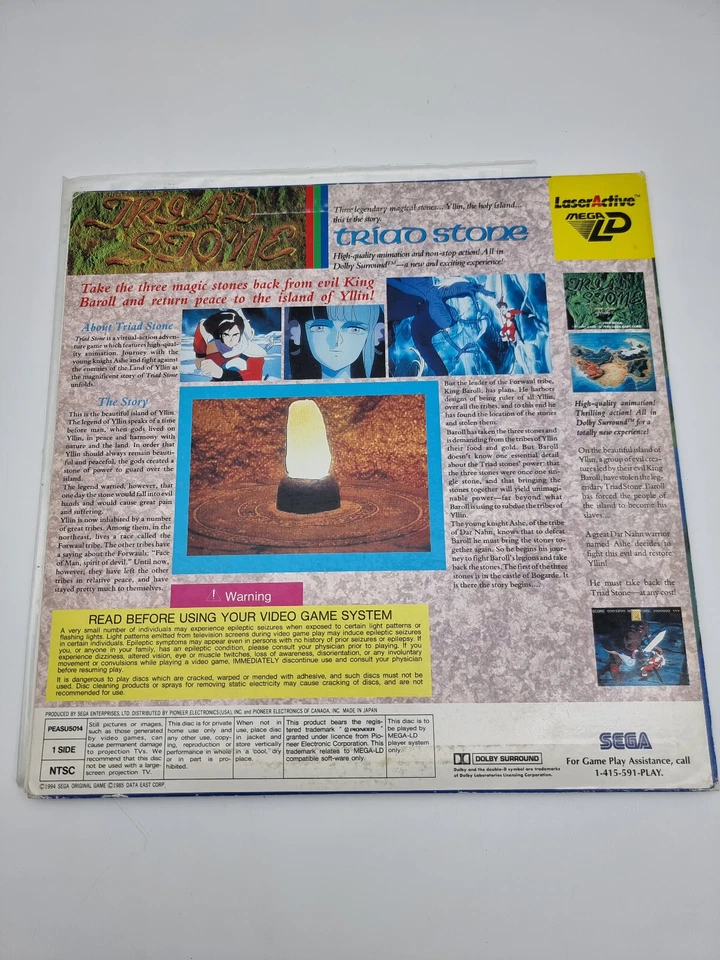 TRIAD
STONE
Three legendary magical stones... Yllin, the holy island...
this is the story.
TRIAD STONE
High-quality animation and non-stop action! All in
Dolby Surround™—a new and exciting experience!
LaserActive™
MEGA
LD
Take the three magic stones back from evil King
Baroll and return peace to the island of Yllin!
About Triad Stone
Triad Stone is a virtual-action adven-
ture game which features high-qual-
ity animation. Journey with the
young knight Ashe and fight against
the enemies of the Land of Yllin as
the magnificent story of Triad Stone
unfolds.
The Story
This is the beautiful island of Yllin.
The legend of Yllin speaks of a time
before man, when gods lived on
Yllin, in peace and harmony with
nature and the land. In order that
Yllin should always remain beauti-
ful and peaceful, the gods created a
stone of power to guard over the
island.
The legend warned, however, that
one day the stone would fall into evil
hands and would cause great pain
and suffering.
Yllin is now inhabited by a number
of great tribes. Among them, in the
northeast, lives a race called the
Forwaal tribe. The other tribes have
a saying about the Forwaals; "Face
of Man, spirit of devil." Until now,
however, they have left the other
tribes in relative peace, and have
stayed pretty much to themselves.
But the leader of the Forwaal tribe,
King Baroll, has plans. He harbors
designs of being ruler of all Yllin,
over all the tribes, and to this end he
has found the location of the stones
and stolen them.
Baroll has taken the three stones and
is demanding from the tribes of Yllin
their food and gold. But Baroll
doesn't know one essential detail
about the Triad stones' power: that
the three stones were once one sin-
gle stone, and that bringing the
stones together will yield unimagi-
nable power—far beyond what
Baroll is using to subdue the tribes of
Yllin.
The young knight Ashe, of the tribe
of Dar Nahn, knows that to defeat
Baroll he must bring the stones to-
gether again. So he begins his jour-
ney to fight Baroll's legions and take
back the stones. The first of the three
stones is in the castle of Bogarde. It
is there the story begins....
TRIAD
STONE
High-quality animation!
Thrilling action! All in
Dolby Surround™ for a
totally new experience!
On the beautiful island of
Yllin, a group of evil crea-
tures led by their evil King
Baroll, have stolen the leg-
endary Triad Stone. Baroll
has forced the people of
the island to become his
slaves...
A great Dar Nahn warrior
named Ashe decides to
fight this evil and restore
Yllin!
He must take back the
Triad Stone—at any cost!
! Warning
READ BEFORE USING YOUR VIDEO GAME SYSTEM
A very small number of individuals may experience epileptic seizures when exposed to certain light patterns or
flashing lights. Light patterns emitted from television screens during video game play may induce epileptic seizures
in certain individuals. Epileptic symptoms may appear even in persons with no history of prior seizures or epilepsy. If
you, or anyone in your family, has an epileptic condition, please consult your physician prior to playing. If you
experience dizziness, altered vision, eye or muscle twitches, loss of awareness, disorientation, or any involuntary
movement or convulsions while playing a video game, IMMEDIATELY discontinue use and consult your physician
before resuming play.
It is dangerous to play discs which are cracked, warped or mended with adhesive, and such discs must not be
used. Disc cleaning products or sprays for removing static electricity may cause cracking of discs, and are not
recommended for use.
PRODUCED BY SEGA ENTERPRISES, LTD. DISTRIBUTED BY PIONEER ELECTRONICS(USA), INC. and PIONEER ELECTRONICS OF CANADA, INC. MADE IN JAPAN
PEASU5014
1 SIDE
NTSC
Still pictures or images,
such as those generated
by video games, can
cause permanent damage
to projection TVs. We
recommend that this disc
not be used with a large-
screen projection TV.
This disc is for private
home use only and
any other use, copy-
ing, reproduction or
performance in whole
or in part is pro-
hibited.
When not in
use, place disc
in jacket and
store vertically
in a cool, dry
place.
This product bears the regis-
tered trademark " PIONEER "
granted under licence from Pio-
neer Electronic Corporation. This
trademark relates to MEGA-LD
compatible soft-ware only.
This disc is to
be played by
MEGA-LD
player system
only.
DOLBY SURROUND
Dolby and the double-D symbol are trademarks
of Dolby Laboratories Licensing Corporation.
SEGA
For Game Play Assistance, call
1-415-591-PLAY.
©1994 SEGA ORIGINAL GAME ©1985 DATA EAST CORP.